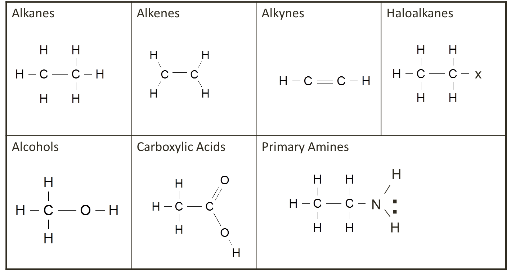 Alkanes
H H
H C C H
H H
Alkenes
H H
C C
H H
Alkynes
H C C H
Haloalkanes
H H
H C C x
H H
Alcohols
H
H C O H
H
Carboxylic Acids
H O
H C C
H O
H
Primary Amines
H H H
H C C N :
H H H